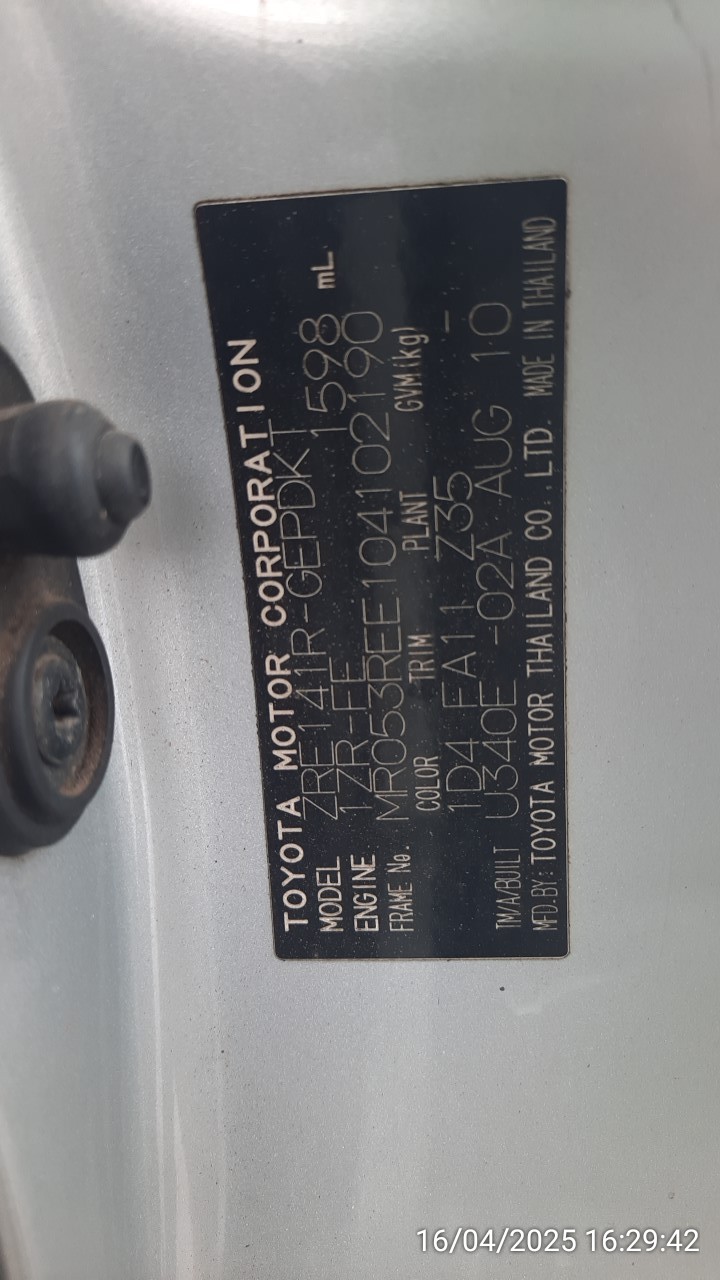 TOYOTA MOTOR CORPORATION
MODEL ZRE141R-GEPDKT
ENGINE 1ZR-FE 1598 mL
FRAME No. MR053REE104102190
COLOR TRIM PLANT GVM(kg)
1D4 FA11 Z35 -
TM/A/BUILT U340E -02A AUG 10
MFD.BY: TOYOTA MOTOR THAILAND CO.,LTD. MADE IN THAILAND
16/04/2025 16:29:42